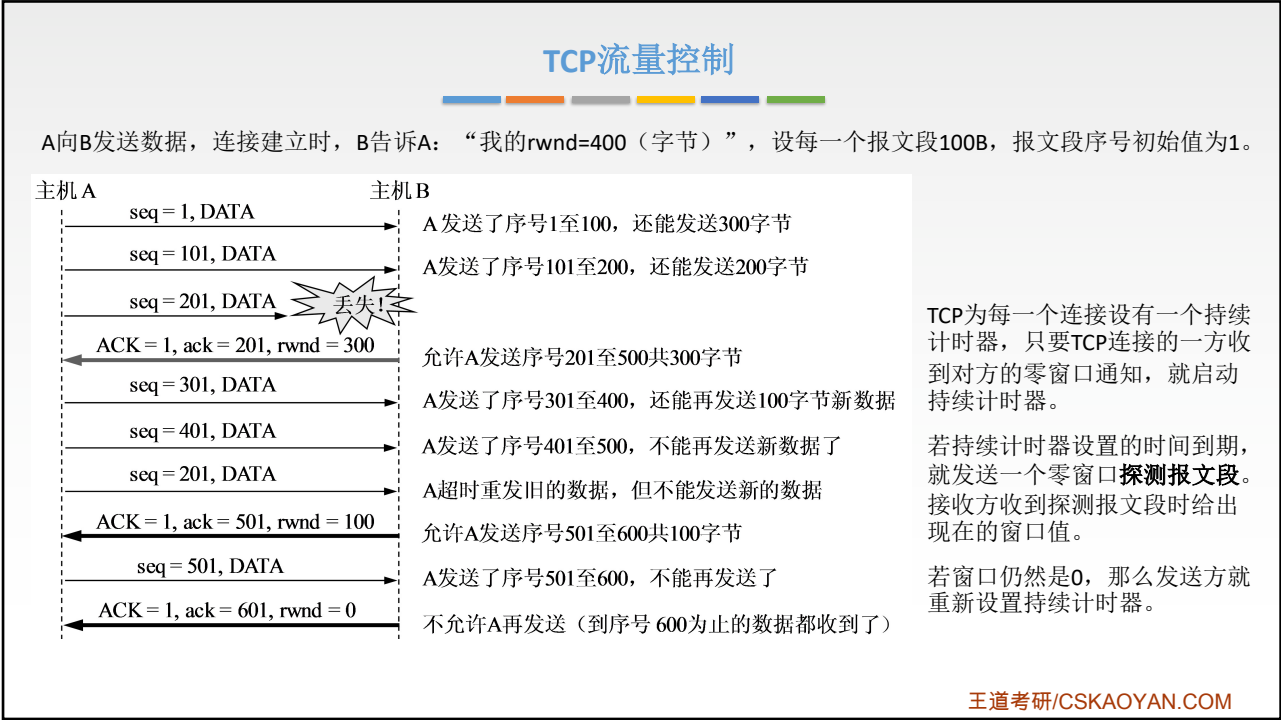 TCP流量控制
A向B发送数据，连接建立时，B告诉A：“我的rwnd=400（字节）”，设每一个报文段100B，报文段序号初始值为1。
主机A 主机B
seq = 1, DATA
A发送了序号1至100，还能发送300字节
seq = 101, DATA
A发送了序号101至200，还能发送200字节
seq = 201, DATA 丢失!
ACK = 1, ack = 201, rwnd = 300
允许A发送序号201至500共300字节
seq = 301, DATA
A发送了序号301至400，还能再发送100字节新数据
seq = 401, DATA
A发送了序号401至500，不能再发送新数据了
seq = 201, DATA
A超时重发旧的数据，但不能发送新的数据
ACK = 1, ack = 501, rwnd = 100
允许A发送序号501至600共100字节
seq = 501, DATA
A发送了序号501至600，不能再发送了
ACK = 1, ack = 601, rwnd = 0
不允许A再发送（到序号 600为止的数据都收到了）
TCP为每一个连接设有一个持续
计时器，只要TCP连接的一方收
到对方的零窗口通知，就启动
持续计时器。
若持续计时器设置的时间到期，
就发送一个零窗口探测报文段。
接收方收到探测报文段时给出
现在的窗口值。
若窗口仍然是0，那么发送方就
重新设置持续计时器。
王道考研/CSKAOYAN.COM